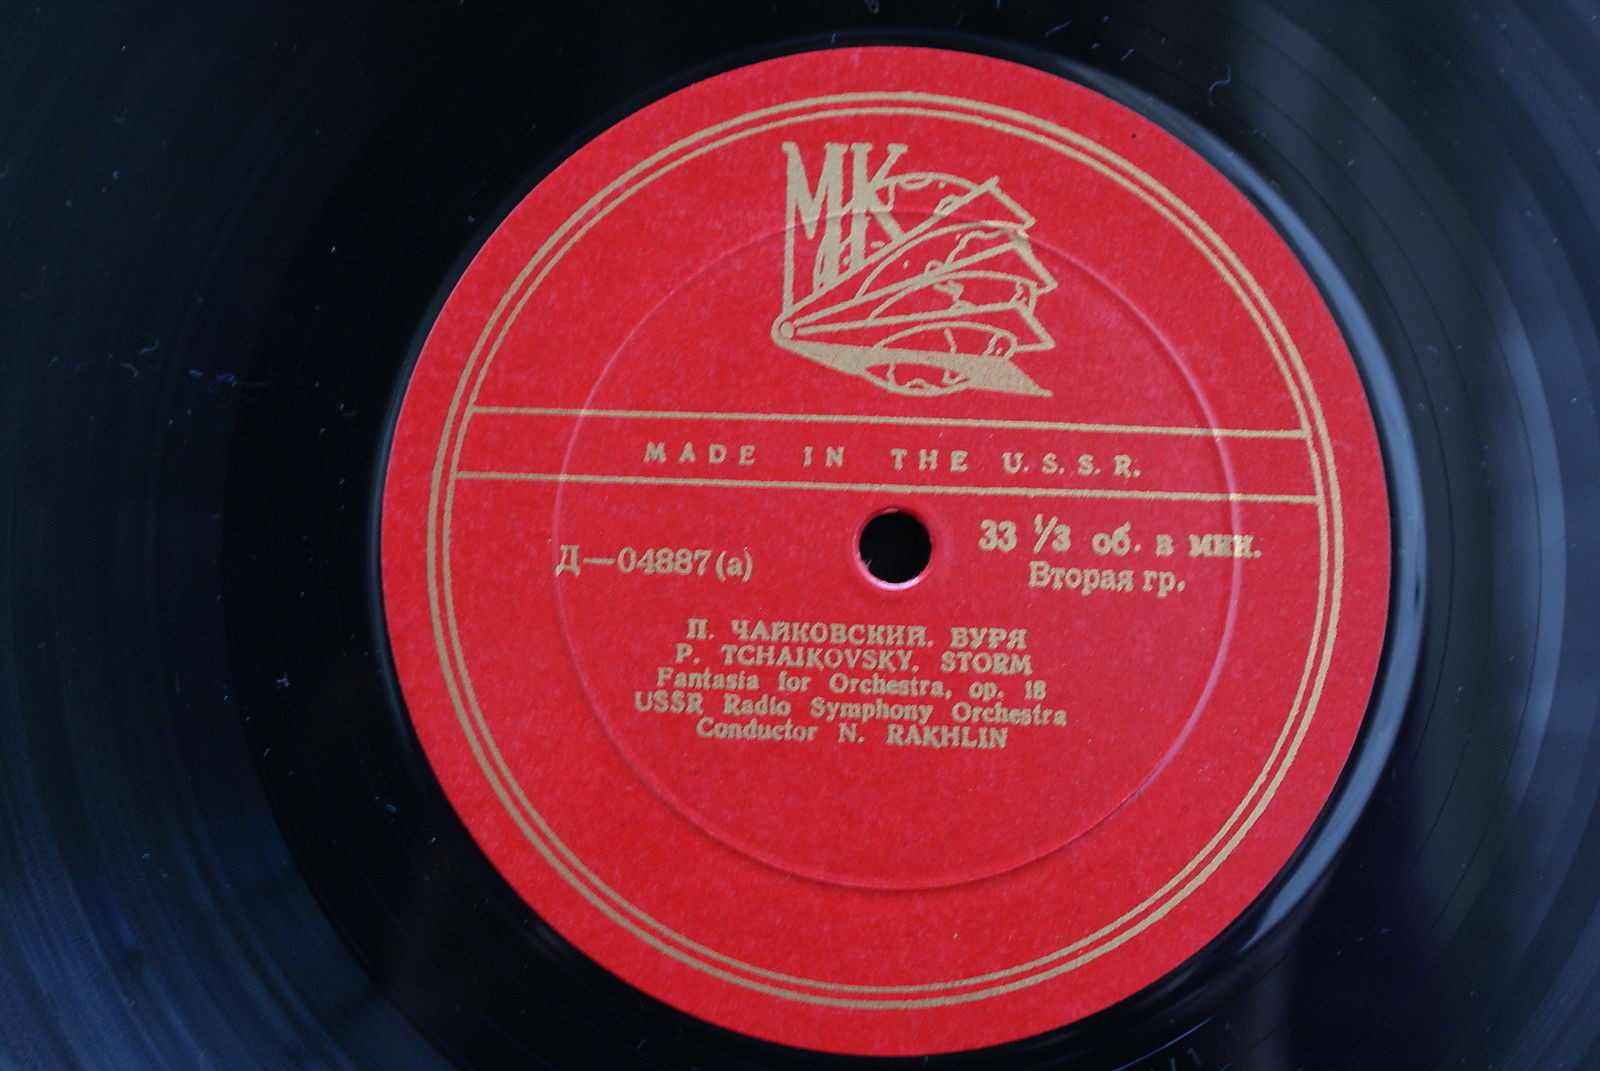 МК
MADE IN THE U.S.S.R.
Д—04887(а)
33 ⅓ об. в мин.
Вторая гр.
П. ЧАЙКОВСКИЙ. БУРЯ
P. TCHAIKOVSKY. STORM
Fantasia for Orchestra, op. 18
USSR Radio Symphony Orchestra
Conductor N. RAKHLIN